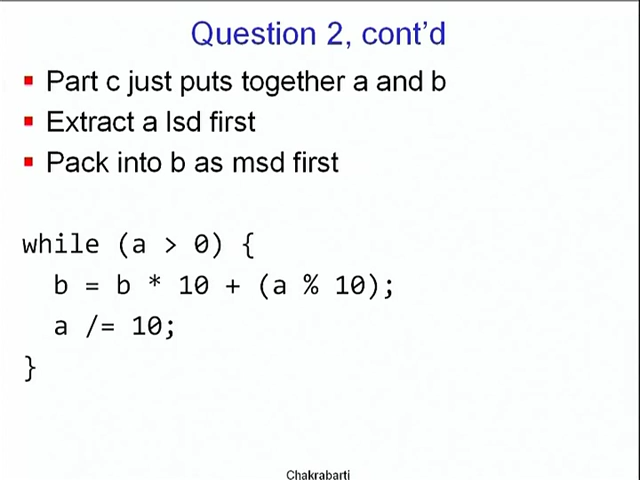 Question 2, cont’d
Part c just puts together a and b
Extract a lsd first
Pack into b as msd first
while (a > 0) {
b = b * 10 + (a % 10);
a /= 10;
}
Chakrabarti